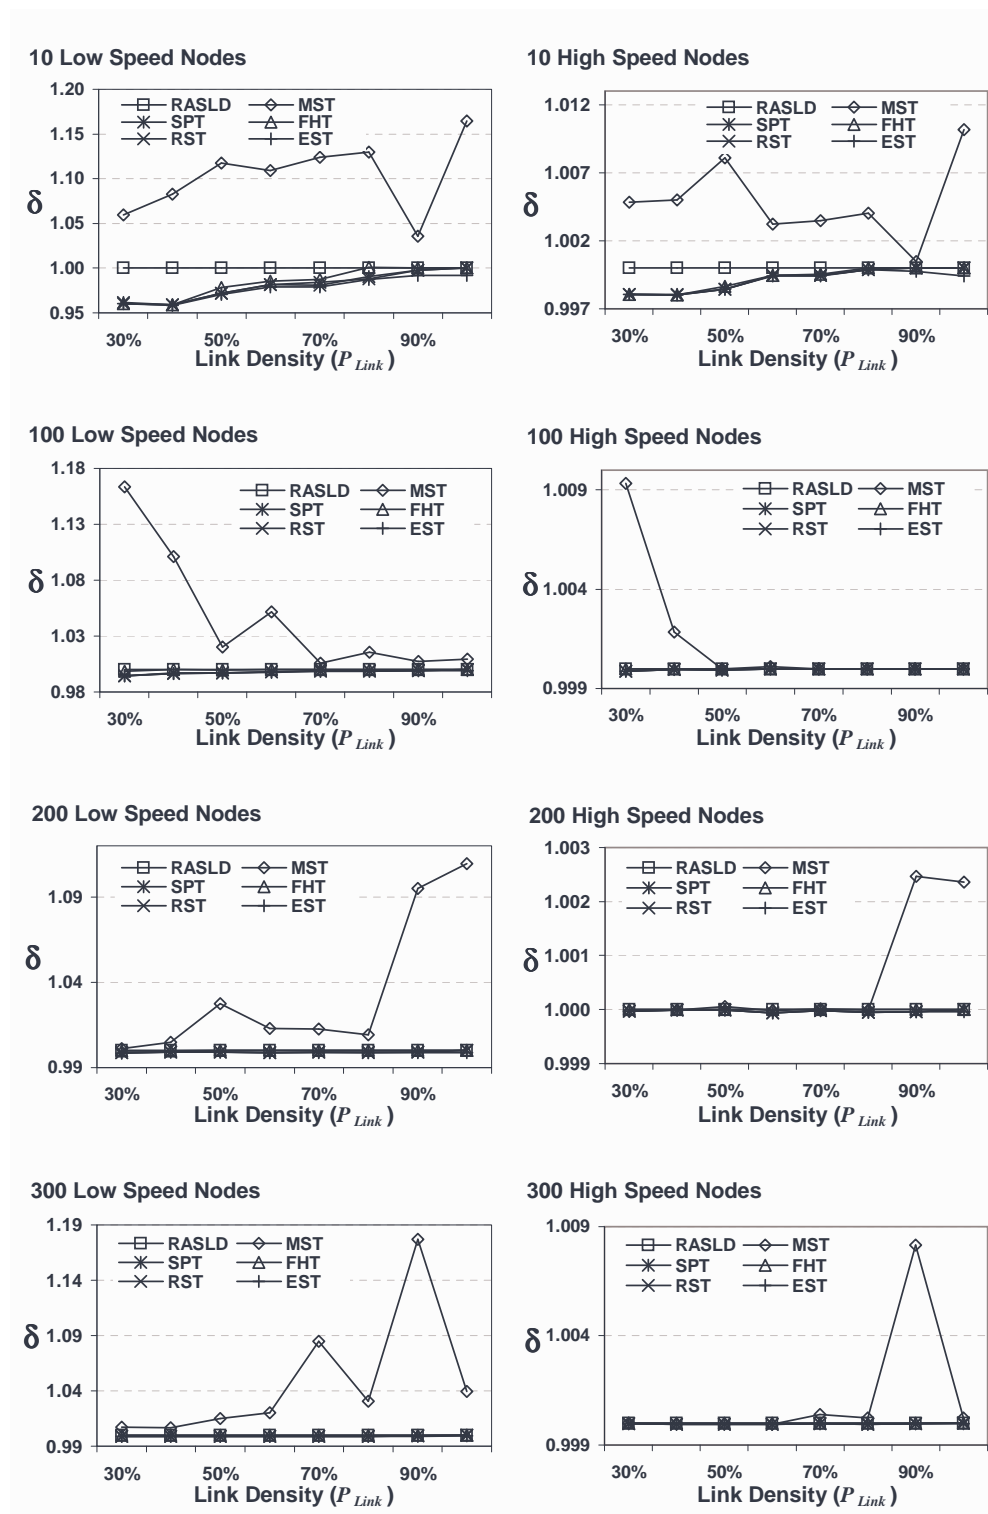 10 Low Speed Nodes
1.20
1.15
1.10
1.05
1.00
0.95
δ
RASLD MST
SPT FHT
RST EST
30% 50% 70% 90%
Link Density (P Link )
10 High Speed Nodes
1.012
1.007
1.002
0.997
δ
RASLD MST
SPT FHT
RST EST
30% 50% 70% 90%
Link Density (P Link )
100 Low Speed Nodes
1.18
1.13
1.08
1.03
0.98
δ
RASLD MST
SPT FHT
RST EST
30% 50% 70% 90%
Link Density (P Link )
100 High Speed Nodes
1.009
1.004
0.999
δ
RASLD MST
SPT FHT
RST EST
30% 50% 70% 90%
Link Density (P Link )
200 Low Speed Nodes
1.09
1.04
0.99
δ
RASLD MST
SPT FHT
RST EST
30% 50% 70% 90%
Link Density (P Link )
200 High Speed Nodes
1.003
1.002
1.001
1.000
0.999
δ
RASLD MST
SPT FHT
RST EST
30% 50% 70% 90%
Link Density (P Link )
300 Low Speed Nodes
1.19
1.14
1.09
1.04
0.99
δ
RASLD MST
SPT FHT
RST EST
30% 50% 70% 90%
Link Density (P Link )
300 High Speed Nodes
1.009
1.004
0.999
δ
RASLD MST
SPT FHT
RST EST
30% 50% 70% 90%
Link Density (P Link )